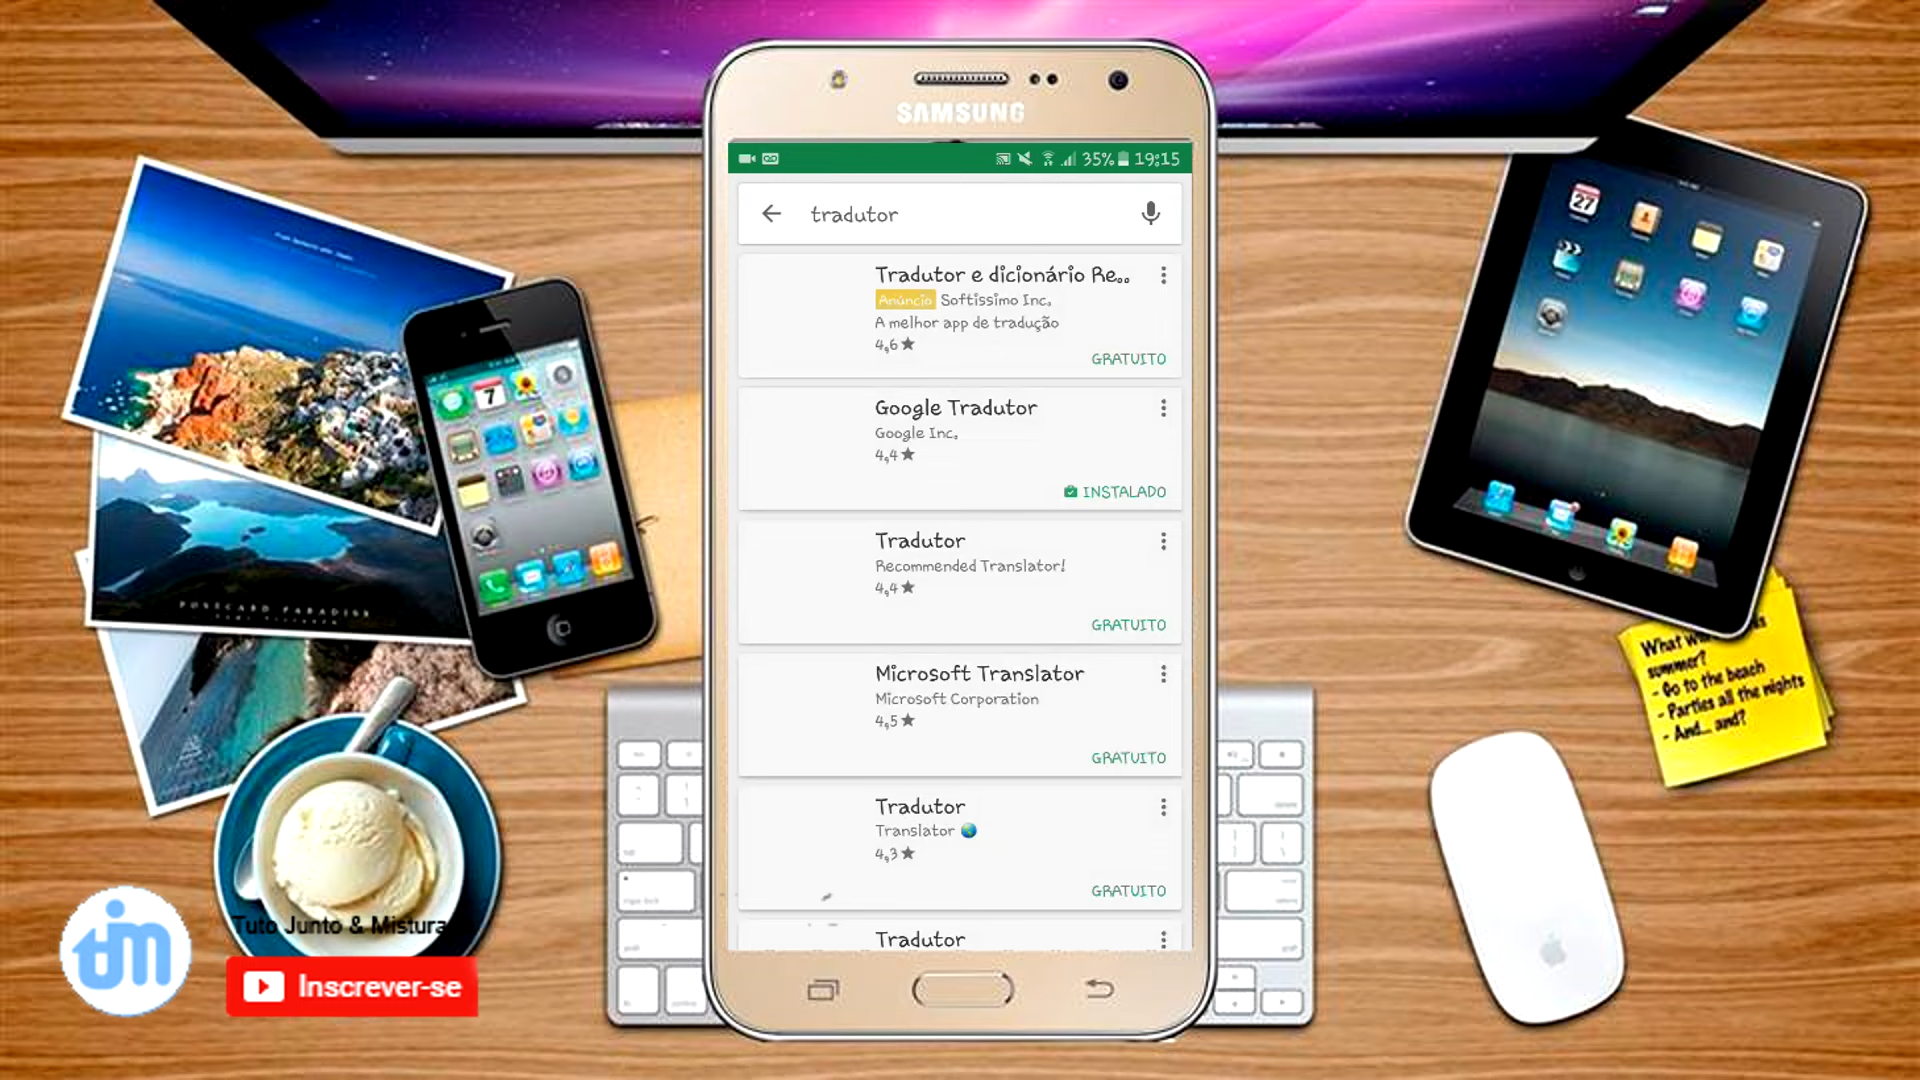 SAMSUNG
35% 19:15
tradutor
Tradutor e dicionário Re..
Anúncio Softissimo Inc.
A melhor app de tradução
4,6★
GRATUITO
Google Tradutor
Google Inc.
4,4★
INSTALADO
Tradutor
Recommended Translator!
4,4★
GRATUITO
Microsoft Translator
Microsoft Corporation
4,5★
GRATUITO
Tradutor
Translator 🌏
4,3★
GRATUITO
Tradutor
POSTCARD PARADISE
7
27
What
summer?
- Go to the beach
- Parties all the nights
- And... and?
tjm
Tuto Junto & Mistura
Inscrever-se